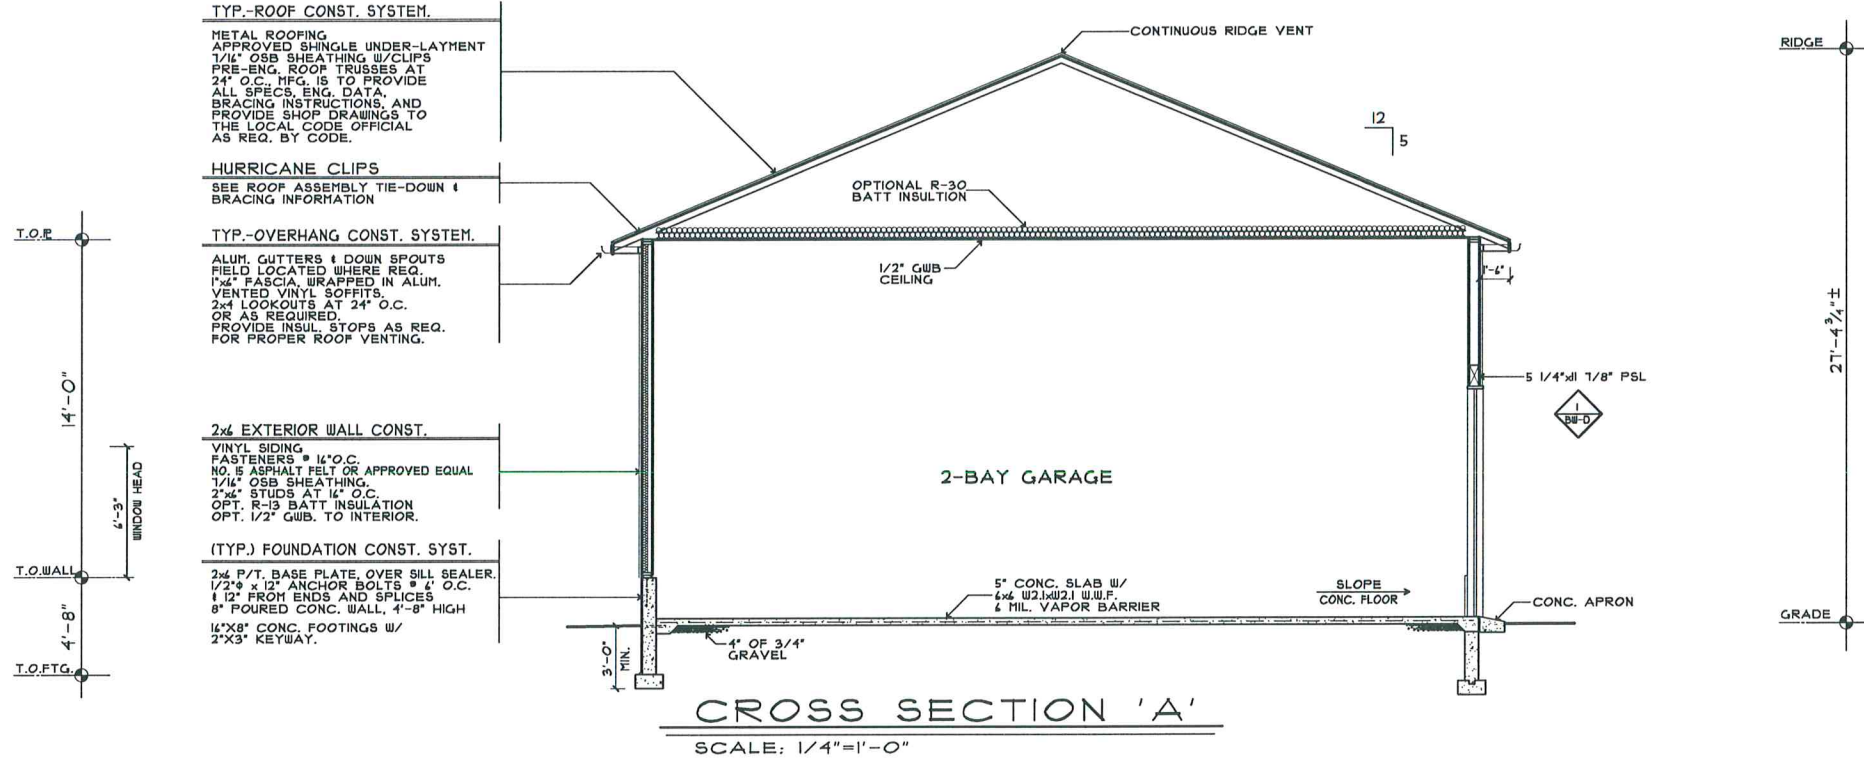 TYP.-ROOF CONST. SYSTEM.
METAL ROOFING
APPROVED SHINGLE UNDER-LAYMENT
7/16" OSB SHEATHING W/CLIPS
PRE-ENG. ROOF TRUSSES AT
24" O.C., MFG. IS TO PROVIDE
ALL SPECS, ENG. DATA,
BRACING INSTRUCTIONS, AND
PROVIDE SHOP DRAWINGS TO
THE LOCAL CODE OFFICIAL
AS REQ. BY CODE.
HURRICANE CLIPS
SEE ROOF ASSEMBLY TIE-DOWN &
BRACING INFORMATION
TYP.-OVERHANG CONST. SYSTEM.
ALUM. GUTTERS & DOWN SPOUTS
FIELD LOCATED WHERE REQ.
1"x6" FASCIA, WRAPPED IN ALUM.
VENTED VINYL SOFFITS.
2x4 LOOKOUTS AT 24" O.C.
OR AS REQUIRED.
PROVIDE INSUL. STOPS AS REQ.
FOR PROPER ROOF VENTING.
2x6 EXTERIOR WALL CONST.
VINYL SIDING
FASTENERS @ 16"O.C.
NO. 15 ASPHALT FELT OR APPROVED EQUAL
7/16" OSB SHEATHING.
2"x6" STUDS AT 16" O.C.
OPT. R-13 BATT INSULATION
OPT. 1/2" GWB. TO INTERIOR.
(TYP.) FOUNDATION CONST. SYST.
2x6 P/T. BASE PLATE, OVER SILL SEALER.
1/2"ϕ x 12" ANCHOR BOLTS @ 6' O.C.
& 12" FROM ENDS AND SPLICES
8" POURED CONC. WALL, 4'-8" HIGH
16"X8" CONC. FOOTINGS W/
2"X3" KEYWAY.
T.O.P.
14'-0"
6'-3"
WINDOW HEAD
T.O.WALL
4'-8"
T.O.FTG.
CONTINUOUS RIDGE VENT
12
5
OPTIONAL R-30
BATT INSULTION
1/2" GWB
CEILING
1'-6"
5 1/4"x11 7/8" PSL
1
BW-D
2-BAY GARAGE
5" CONC. SLAB W/
6x6 W2.1xW2.1 W.W.F.
6 MIL. VAPOR BARRIER
SLOPE
CONC. FLOOR
CONC. APRON
4" OF 3/4"
GRAVEL
3'-0"
MIN.
RIDGE
27'-4 3/4" ±
GRADE
CROSS SECTION 'A'
SCALE: 1/4"=1'-0"